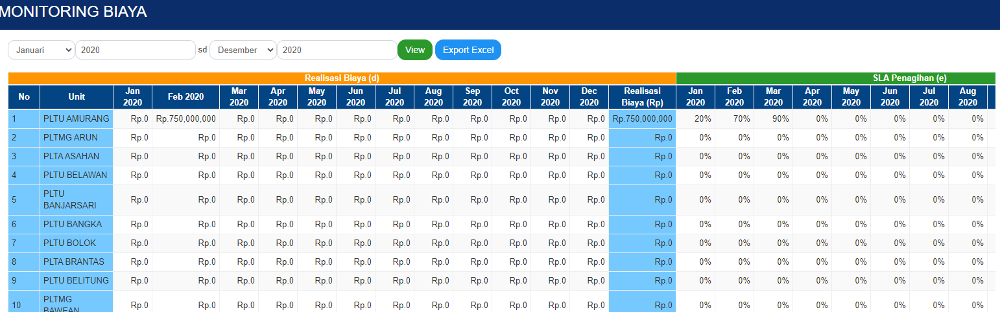 MONITORING BIAYA
Januari 2020 sd Desember 2020 View Export Excel
Realisasi Biaya (d) SLA Penagihan (e)
No Unit Jan 2020 Feb 2020 Mar 2020 Apr 2020 May 2020 Jun 2020 Jul 2020 Aug 2020 Sep 2020 Oct 2020 Nov 2020 Dec 2020 Realisasi Biaya (Rp) Jan 2020 Feb 2020 Mar 2020 Apr 2020 May 2020 Jun 2020 Jul 2020 Aug 2020
1 PLTU AMURANG Rp.0 Rp.750,000,000 Rp.0 Rp.0 Rp.0 Rp.0 Rp.0 Rp.0 Rp.0 Rp.0 Rp.0 Rp.0 Rp.750,000,000 20% 70% 90% 0% 0% 0% 0% 0%
2 PLTMG ARUN Rp.0 Rp.0 Rp.0 Rp.0 Rp.0 Rp.0 Rp.0 Rp.0 Rp.0 Rp.0 Rp.0 Rp.0 Rp.0 0% 0% 0% 0% 0% 0% 0% 0%
3 PLTA ASAHAN Rp.0 Rp.0 Rp.0 Rp.0 Rp.0 Rp.0 Rp.0 Rp.0 Rp.0 Rp.0 Rp.0 Rp.0 Rp.0 0% 0% 0% 0% 0% 0% 0% 0%
4 PLTU BELAWAN Rp.0 Rp.0 Rp.0 Rp.0 Rp.0 Rp.0 Rp.0 Rp.0 Rp.0 Rp.0 Rp.0 Rp.0 Rp.0 0% 0% 0% 0% 0% 0% 0% 0%
5 PLTU BANJARSARI Rp.0 Rp.0 Rp.0 Rp.0 Rp.0 Rp.0 Rp.0 Rp.0 Rp.0 Rp.0 Rp.0 Rp.0 Rp.0 0% 0% 0% 0% 0% 0% 0% 0%
6 PLTU BANGKA Rp.0 Rp.0 Rp.0 Rp.0 Rp.0 Rp.0 Rp.0 Rp.0 Rp.0 Rp.0 Rp.0 Rp.0 Rp.0 0% 0% 0% 0% 0% 0% 0% 0%
7 PLTU BOLOK Rp.0 Rp.0 Rp.0 Rp.0 Rp.0 Rp.0 Rp.0 Rp.0 Rp.0 Rp.0 Rp.0 Rp.0 Rp.0 0% 0% 0% 0% 0% 0% 0% 0%
8 PLTA BRANTAS Rp.0 Rp.0 Rp.0 Rp.0 Rp.0 Rp.0 Rp.0 Rp.0 Rp.0 Rp.0 Rp.0 Rp.0 Rp.0 0% 0% 0% 0% 0% 0% 0% 0%
9 PLTU BELITUNG Rp.0 Rp.0 Rp.0 Rp.0 Rp.0 Rp.0 Rp.0 Rp.0 Rp.0 Rp.0 Rp.0 Rp.0 Rp.0 0% 0% 0% 0% 0% 0% 0% 0%
10 PLTMG BAWEAN Rp.0 Rp.0 Rp.0 Rp.0 Rp.0 Rp.0 Rp.0 Rp.0 Rp.0 Rp.0 Rp.0 Rp.0 Rp.0 0% 0% 0% 0% 0% 0% 0% 0%